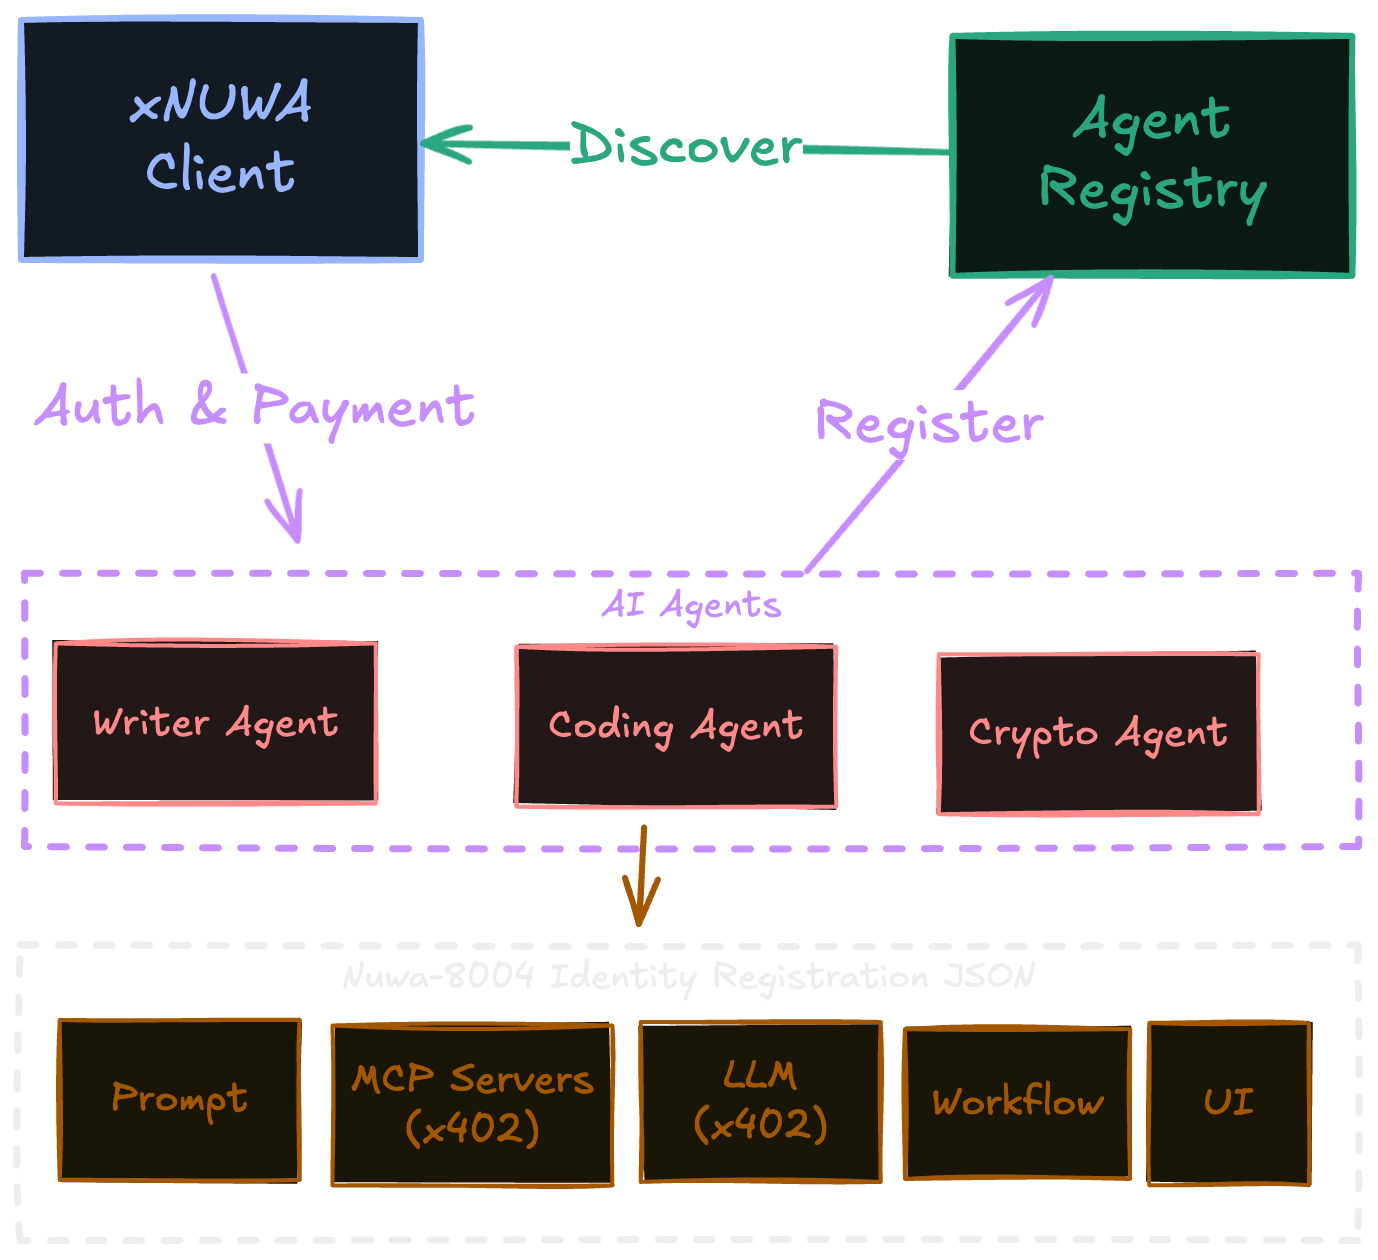 xNUWA
Client
Discover
Agent
Registry
Auth & Payment
Register
AI Agents
Writer Agent
Coding Agent
Crypto Agent
Nuwa-8004 Identity Registration JSON
Prompt
MCP Servers
(x402)
LLM
(x402)
Workflow
UI